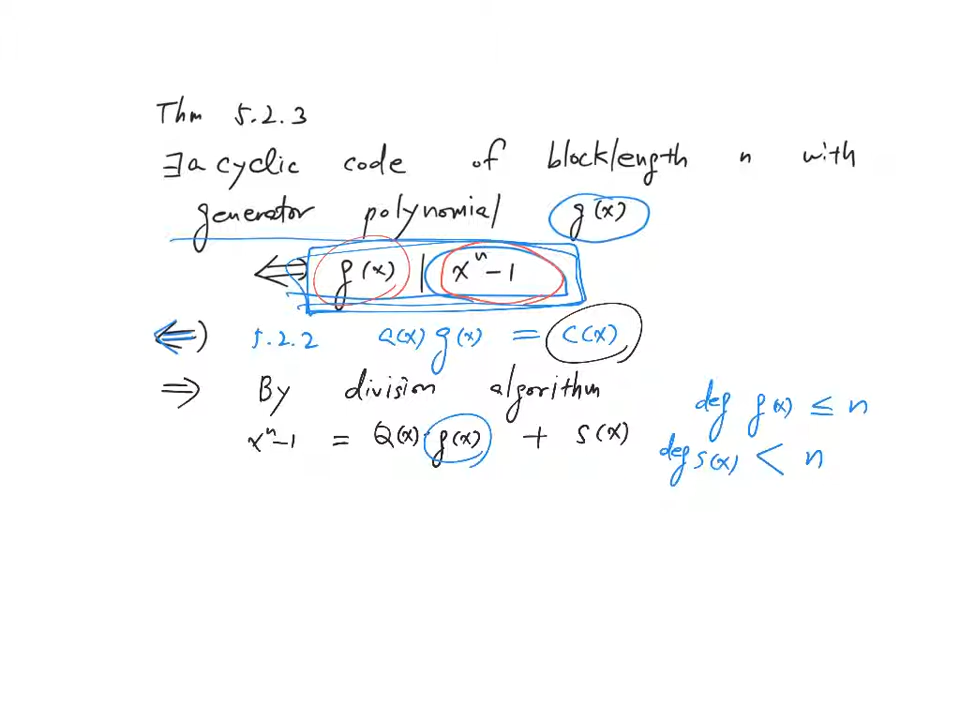 Thm 5.2.3
∃ a cyclic code of blocklength n with
generator polynomial g(x)
⟺ g(x) | x^n - 1
⟸) 5.2.2 a(x) g(x) = c(x)
⟹ By division algorithm
deg g(x) ≤ n
x^n - 1 = Q(x) · g(x) + s(x)
deg s(x) < n